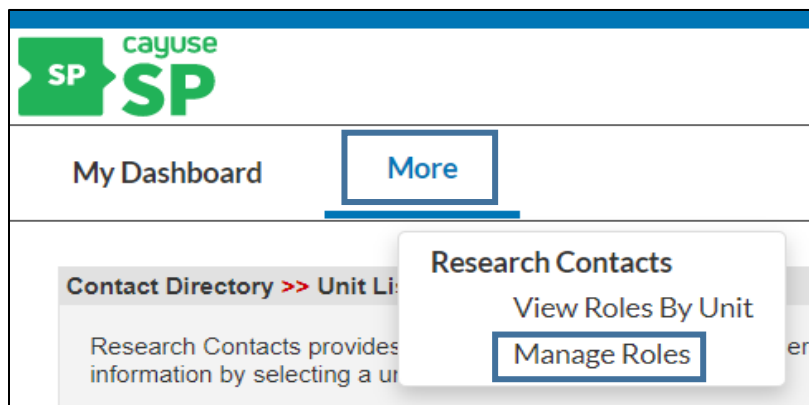 SP cayuse SP
My Dashboard More
Research Contacts
Contact Directory >> Unit Li
View Roles By Unit
Research Contacts provides
Manage Roles
information by selecting a